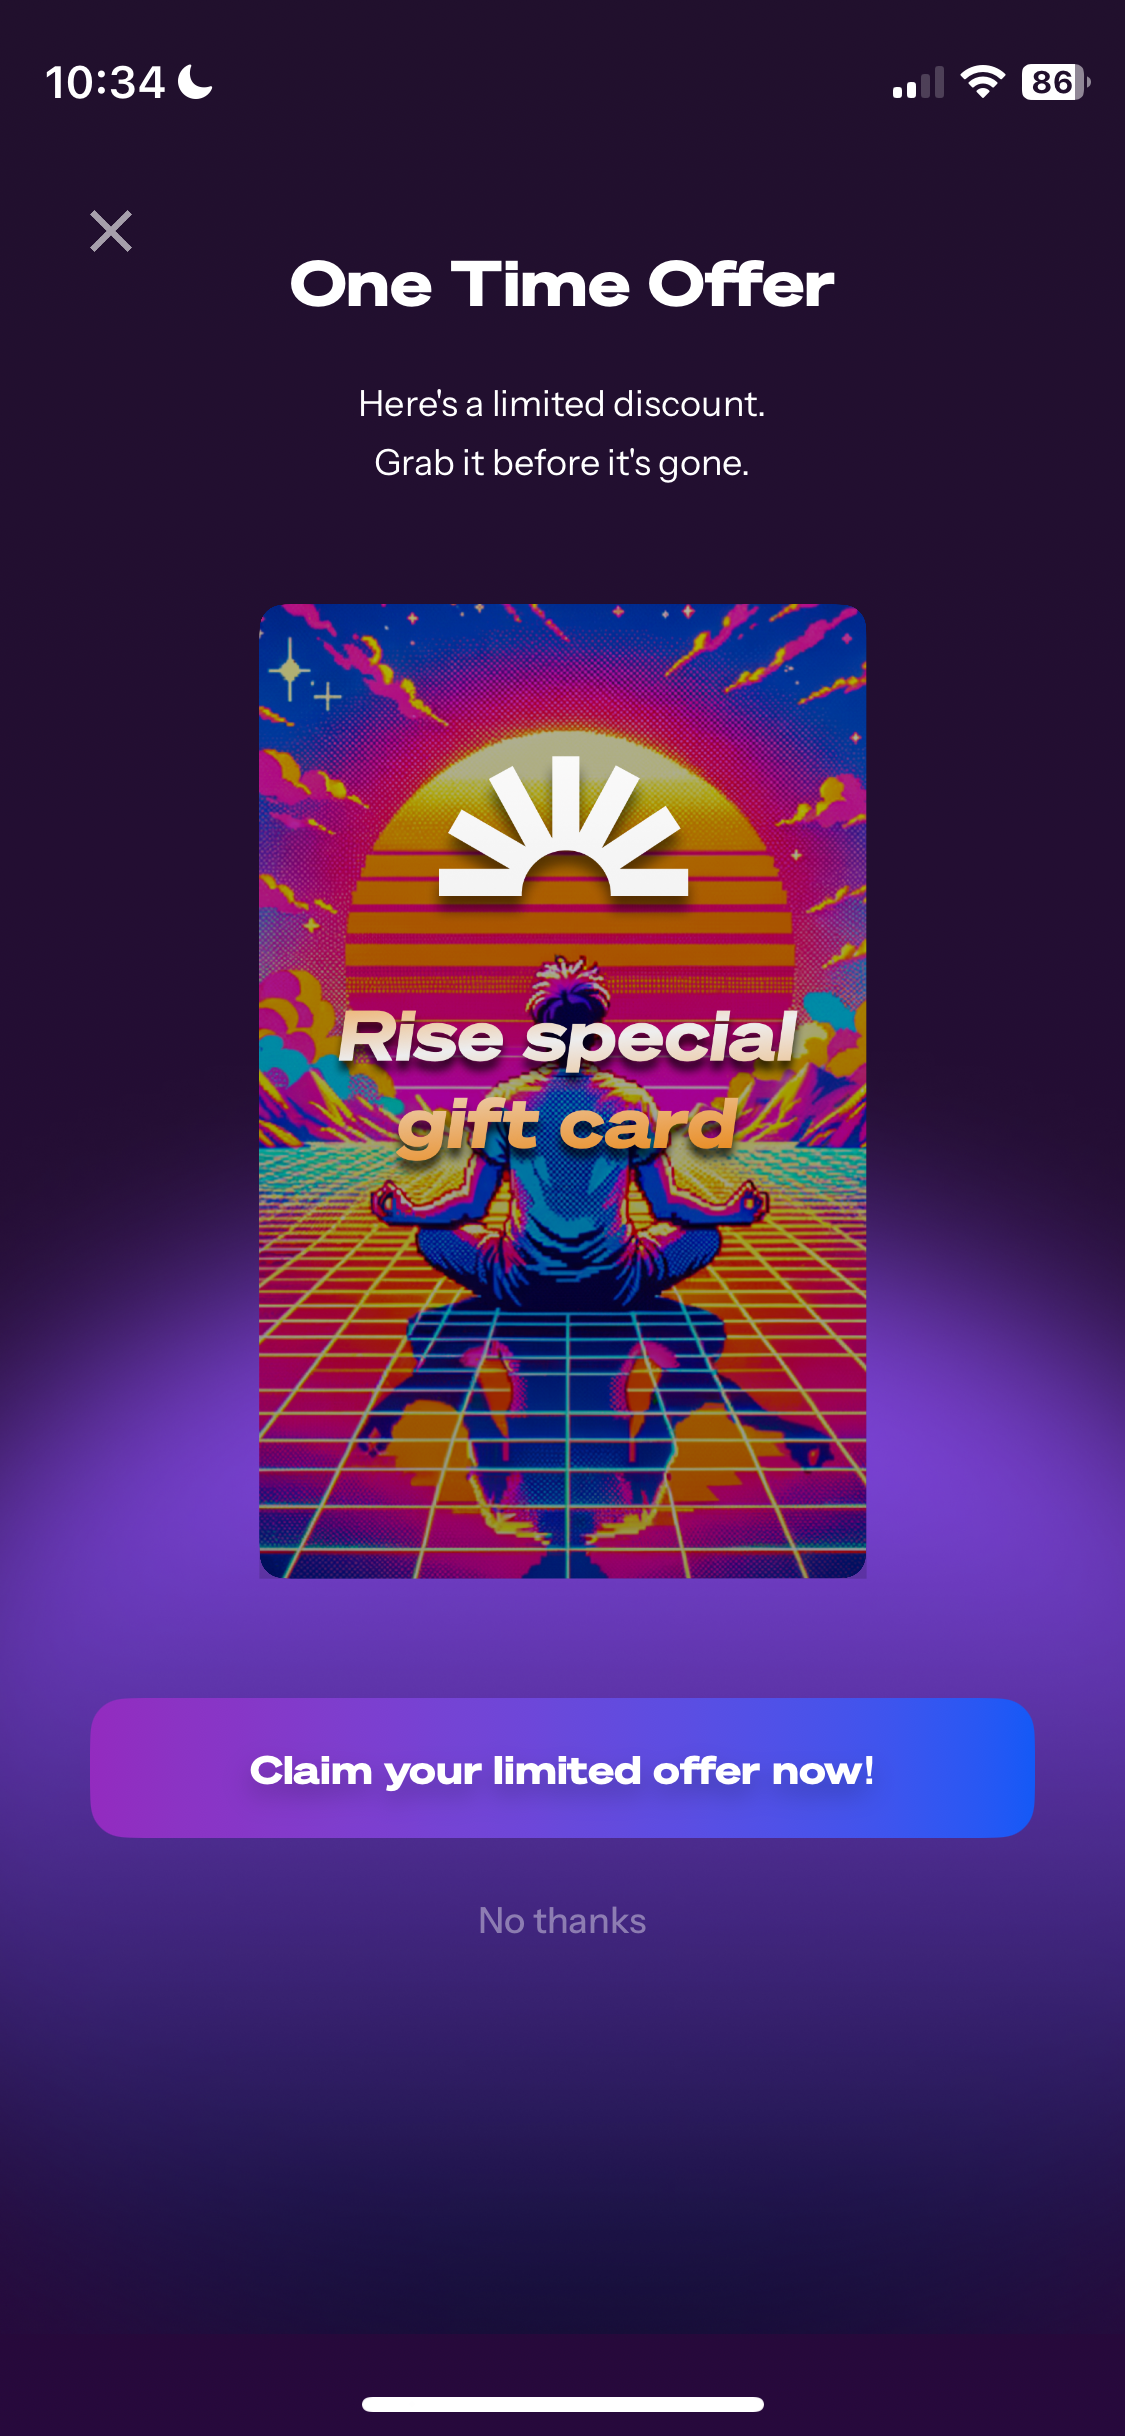 10:34
86
One Time Offer
Here's a limited discount.
Grab it before it's gone.
Rise special
gift card
Claim your limited offer now!
No thanks